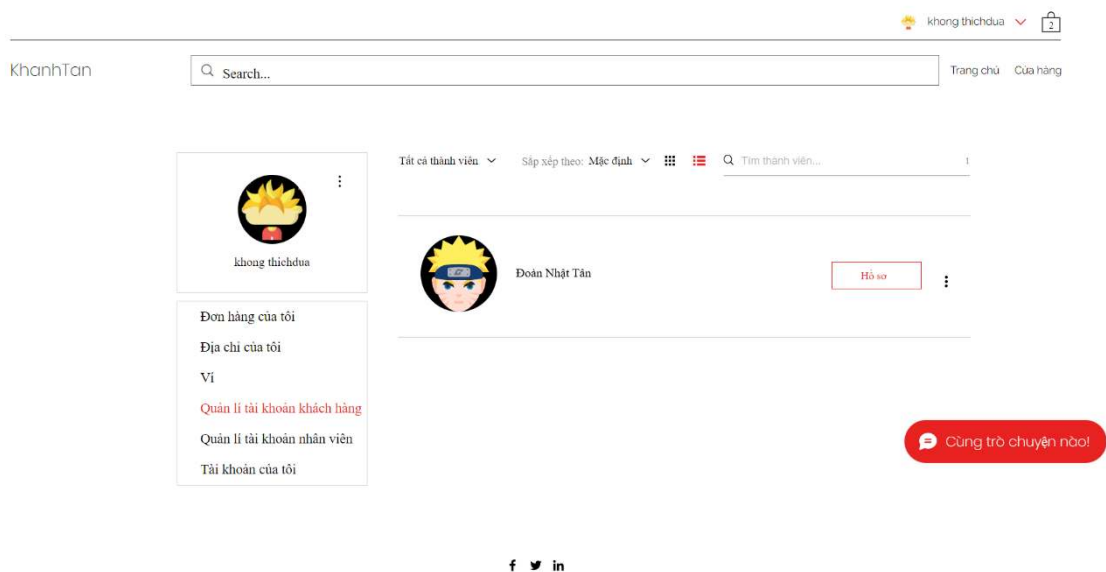 khong thichdua
2
KhanhTan
Search...
Trang chủ Cửa hàng
Tất cả thành viên Sắp xếp theo: Mặc định Tìm thành viên... 1
khong thichdua
Đoàn Nhật Tân
Hồ sơ
Đơn hàng của tôi
Địa chỉ của tôi
Ví
Quản lí tài khoản khách hàng
Quản lí tài khoản nhân viên
Tài khoản của tôi
Cùng trò chuyện nào!